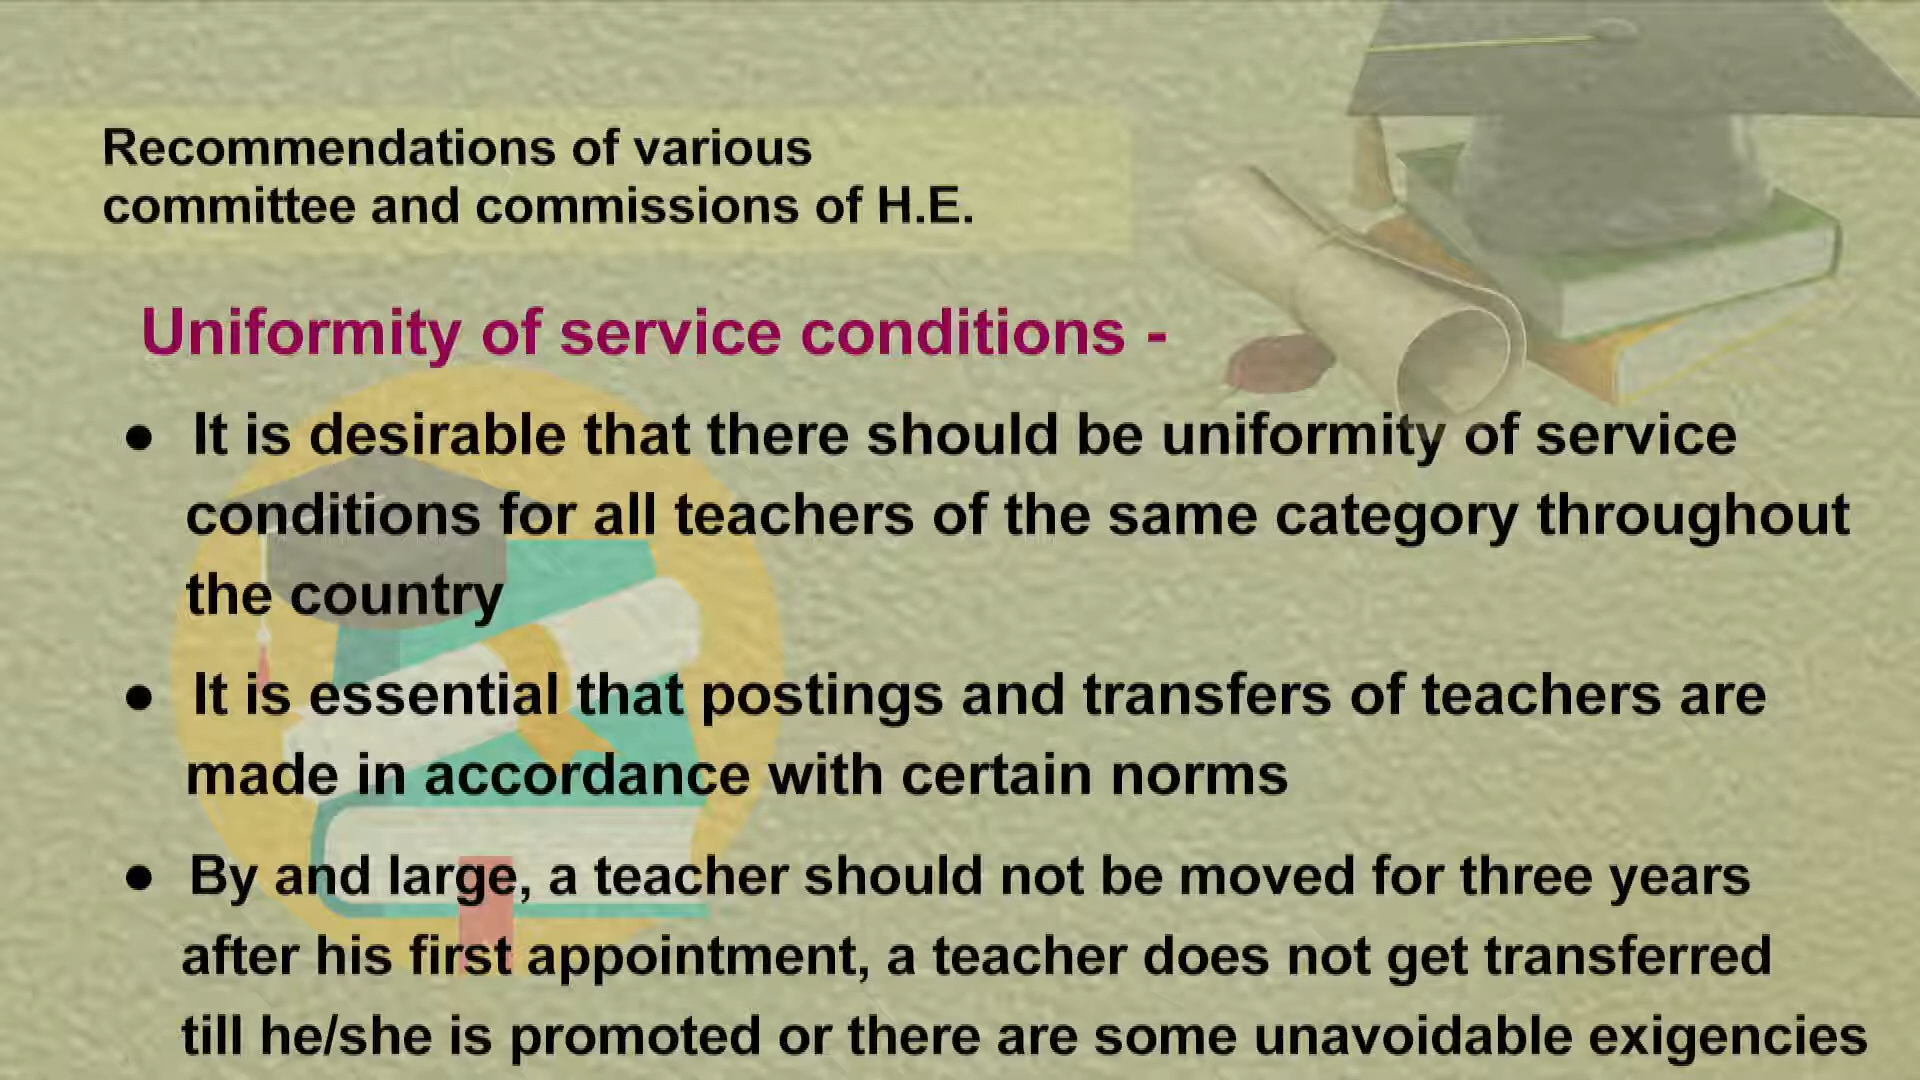 Recommendations of various
committee and commissions of H.E.
Uniformity of service conditions -
● It is desirable that there should be uniformity of service
conditions for all teachers of the same category throughout
the country
● It is essential that postings and transfers of teachers are
made in accordance with certain norms
● By and large, a teacher should not be moved for three years
after his first appointment, a teacher does not get transferred
till he/she is promoted or there are some unavoidable exigencies